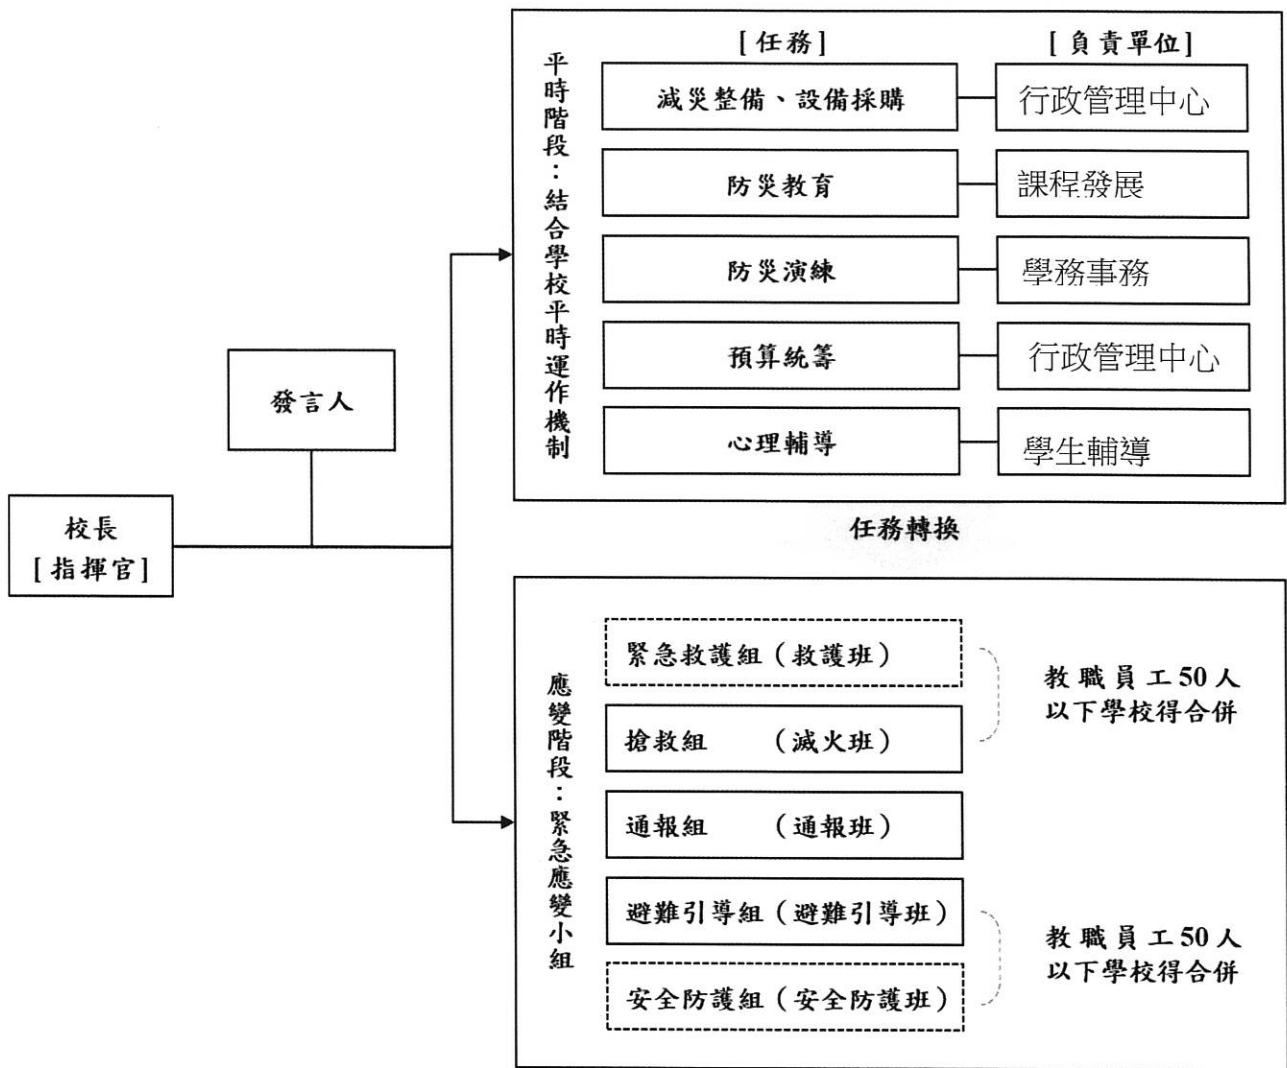 平時階段：結合學校平時運作機制
[任務]
[負責單位]
減災整備、設備採購
行政管理中心
防災教育
課程發展
防災演練
學務事務
預算統籌
行政管理中心
心理輔導
學生輔導
發言人
校長
[指揮官]
任務轉換
應變階段：緊急應變小組
緊急救護組（救護班）
搶救組　　（滅火班）
教職員工50人
以下學校得合併
通報組　　（通報班）
避難引導組（避難引導班）
安全防護組（安全防護班）
教職員工50人
以下學校得合併